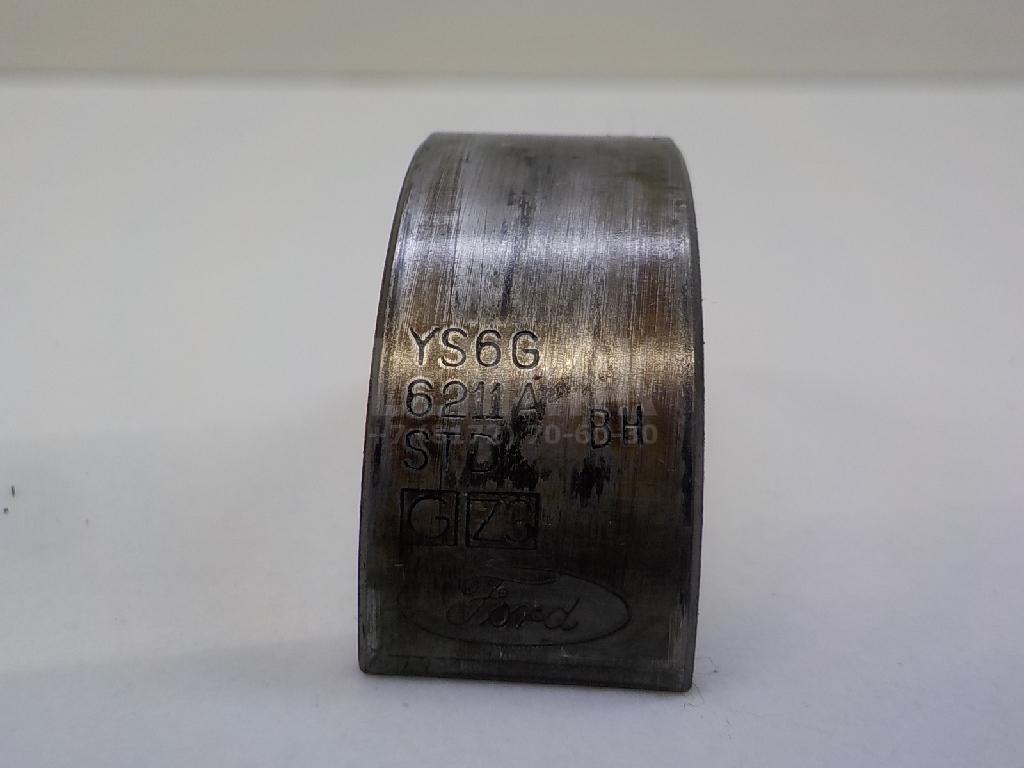 YS6G
6211A BH
STD
G Z3
Ford